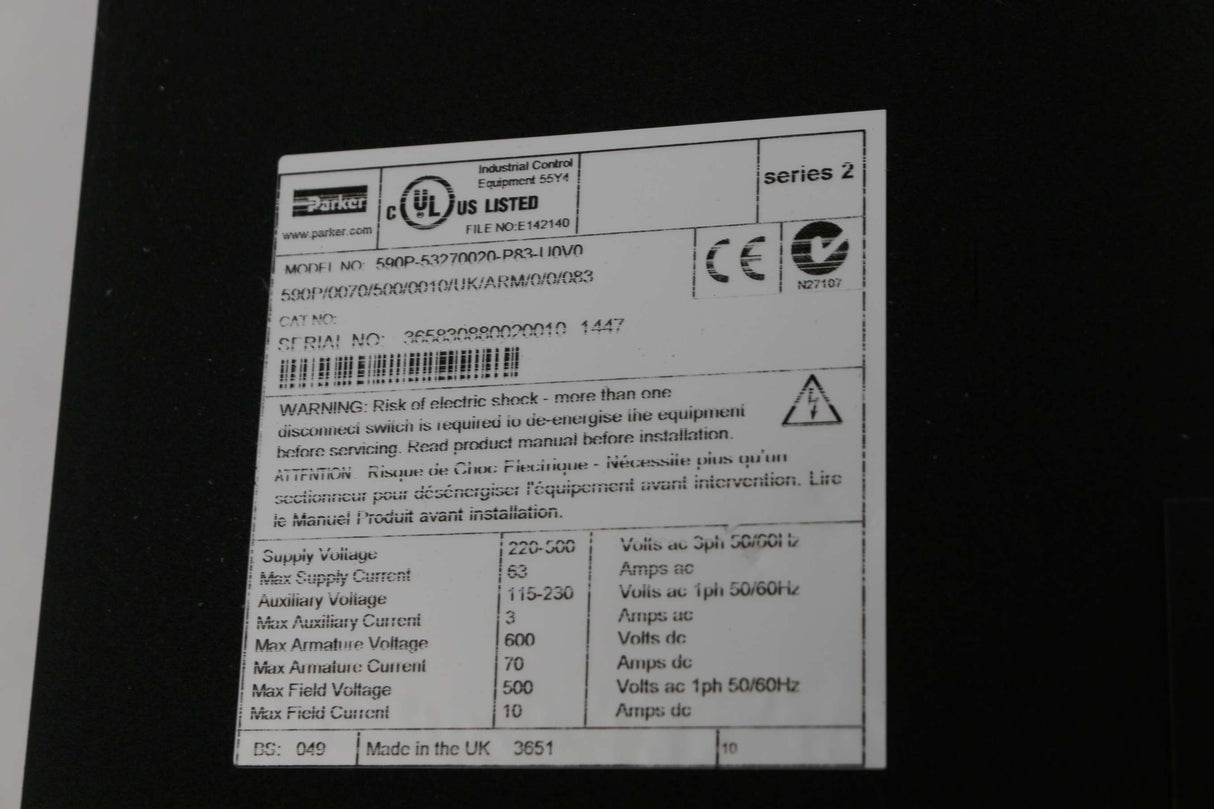 Parker
www.parker.com
C UL US LISTED
Industrial Control
Equipment 55Y4
FILE NO:E142140
series 2
MODEL NO: 590P-53270020-P83-U0V0
590P/0070/500/0010/UK/ARM/0/0/083
CE
N27107
CAT NO:
SERIAL NO: 365830880020010 1447
WARNING: Risk of electric shock - more than one
disconnect switch is required to de-energise the equipment
before servicing. Read product manual before installation.
ATTENTION Risque de Choc Electrique - Nécessite plus qu'un
sectionneur pour désénergiser l'équipement avant intervention. Lire
le Manuel Produit avant installation.
Supply Voltage 220-500 Volts ac 3ph 50/60Hz
Max Supply Current 63 Amps ac
Auxiliary Voltage 115-230 Volts ac 1ph 50/60Hz
Max Auxiliary Current 3 Amps ac
Max Armature Voltage 600 Volts dc
Max Armature Current 70 Amps dc
Max Field Voltage 500 Volts ac 1ph 50/60Hz
Max Field Current 10 Amps dc
BS: 049 Made in the UK 3651 10